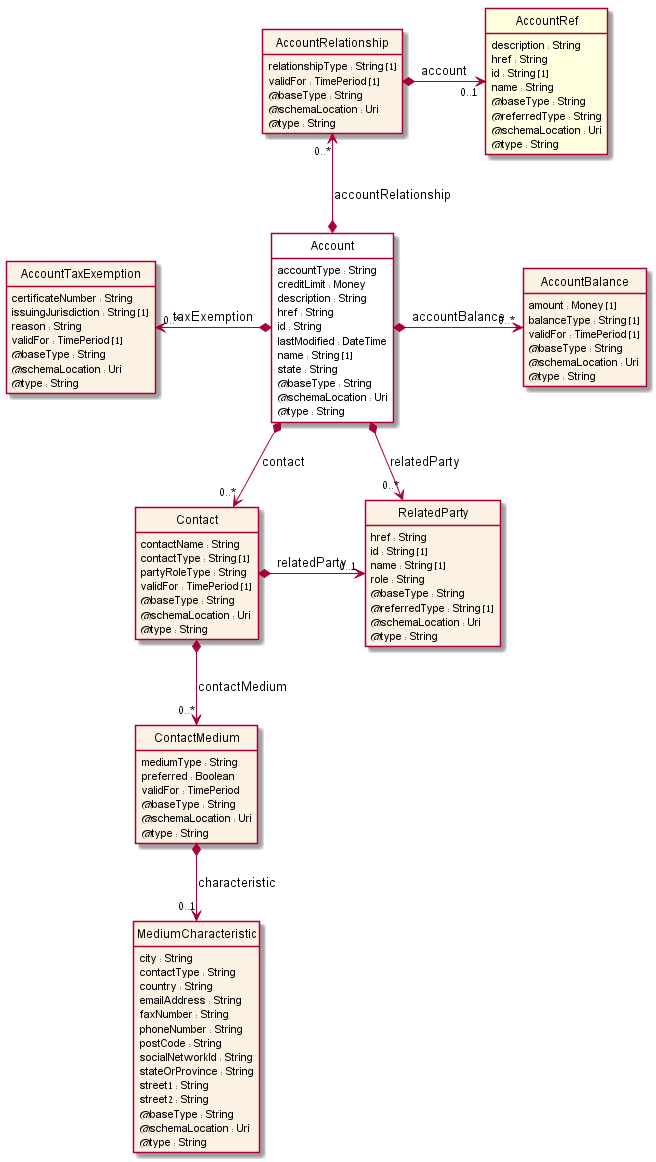 AccountRef
description : String
href : String
id : String [1]
name : String
@baseType : String
@referredType : String
@schemaLocation : Uri
@type : String
AccountRelationship
relationshipType : String [1]
validFor : TimePeriod [1]
@baseType : String
@schemaLocation : Uri
@type : String
account
0..1
0..*
accountRelationship
Account
accountType : String
creditLimit : Money
description : String
href : String
id : String
lastModified : DateTime
name : String [1]
state : String
@baseType : String
@schemaLocation : Uri
@type : String
AccountTaxExemption
certificateNumber : String
issuingJurisdiction : String [1]
reason : String
validFor : TimePeriod [1]
@baseType : String
@schemaLocation : Uri
@type : String
taxExemption
0..*
accountBalance
0..*
AccountBalance
amount : Money [1]
balanceType : String [1]
validFor : TimePeriod [1]
@baseType : String
@schemaLocation : Uri
@type : String
contact
0..*
relatedParty
0..*
Contact
contactName : String
contactType : String [1]
partyRoleType : String
validFor : TimePeriod [1]
@baseType : String
@schemaLocation : Uri
@type : String
relatedParty
0..1
RelatedParty
href : String
id : String [1]
name : String [1]
role : String
@baseType : String
@referredType : String [1]
@schemaLocation : Uri
@type : String
contactMedium
0..*
ContactMedium
mediumType : String
preferred : Boolean
validFor : TimePeriod
@baseType : String
@schemaLocation : Uri
@type : String
characteristic
0..1
MediumCharacteristic
city : String
contactType : String
country : String
emailAddress : String
faxNumber : String
phoneNumber : String
postCode : String
socialNetworkId : String
stateOrProvince : String
street1 : String
street2 : String
@baseType : String
@schemaLocation : Uri
@type : String